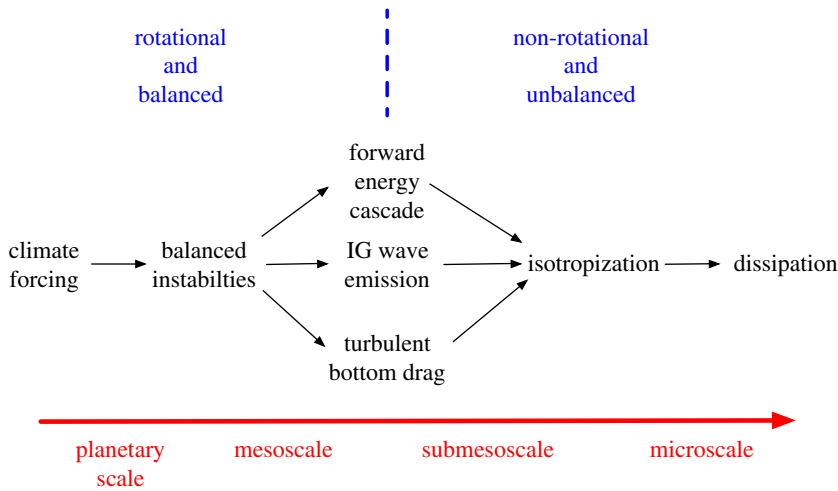 rotational
and
balanced
non-rotational
and
unbalanced
forward
energy
cascade
climate
forcing
balanced
instabilties
IG wave
emission
isotropization
dissipation
turbulent
bottom drag
planetary
scale
mesoscale
submesoscale
microscale